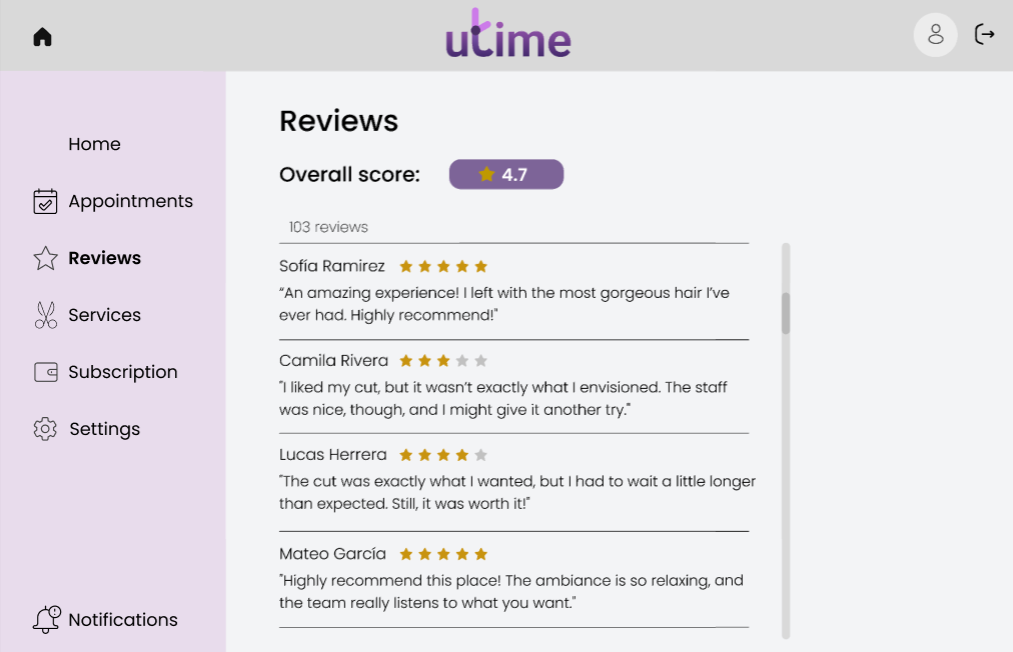 utime
Home
Appointments
Reviews
Services
Subscription
Settings
Notifications
Reviews
Overall score:
4.7
103 reviews
Sofía Ramirez
“An amazing experience! I left with the most gorgeous hair I’ve
ever had. Highly recommend!"
Camila Rivera
"I liked my cut, but it wasn’t exactly what I envisioned. The staff
was nice, though, and I might give it another try."
Lucas Herrera
"The cut was exactly what I wanted, but I had to wait a little longer
than expected. Still, it was worth it!"
Mateo García
"Highly recommend this place! The ambiance is so relaxing, and
the team really listens to what you want."